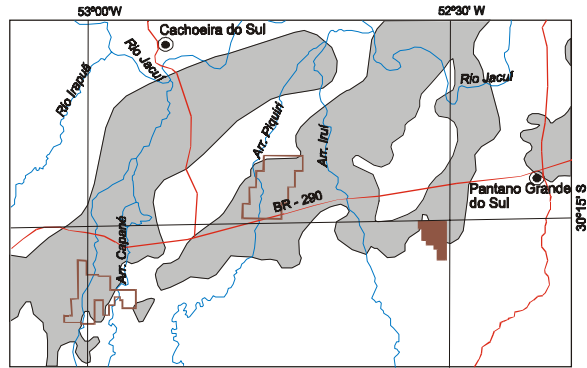 53°00' W
52°30' W
Cachoeira do Sul
Rio Jacuí
Rio Irapuá
Rio Jacuí
Arr. Piquiri
Arr. Iruí
Pantano Grande
do Sul
BR - 290
30°15' S
Arr. Capané